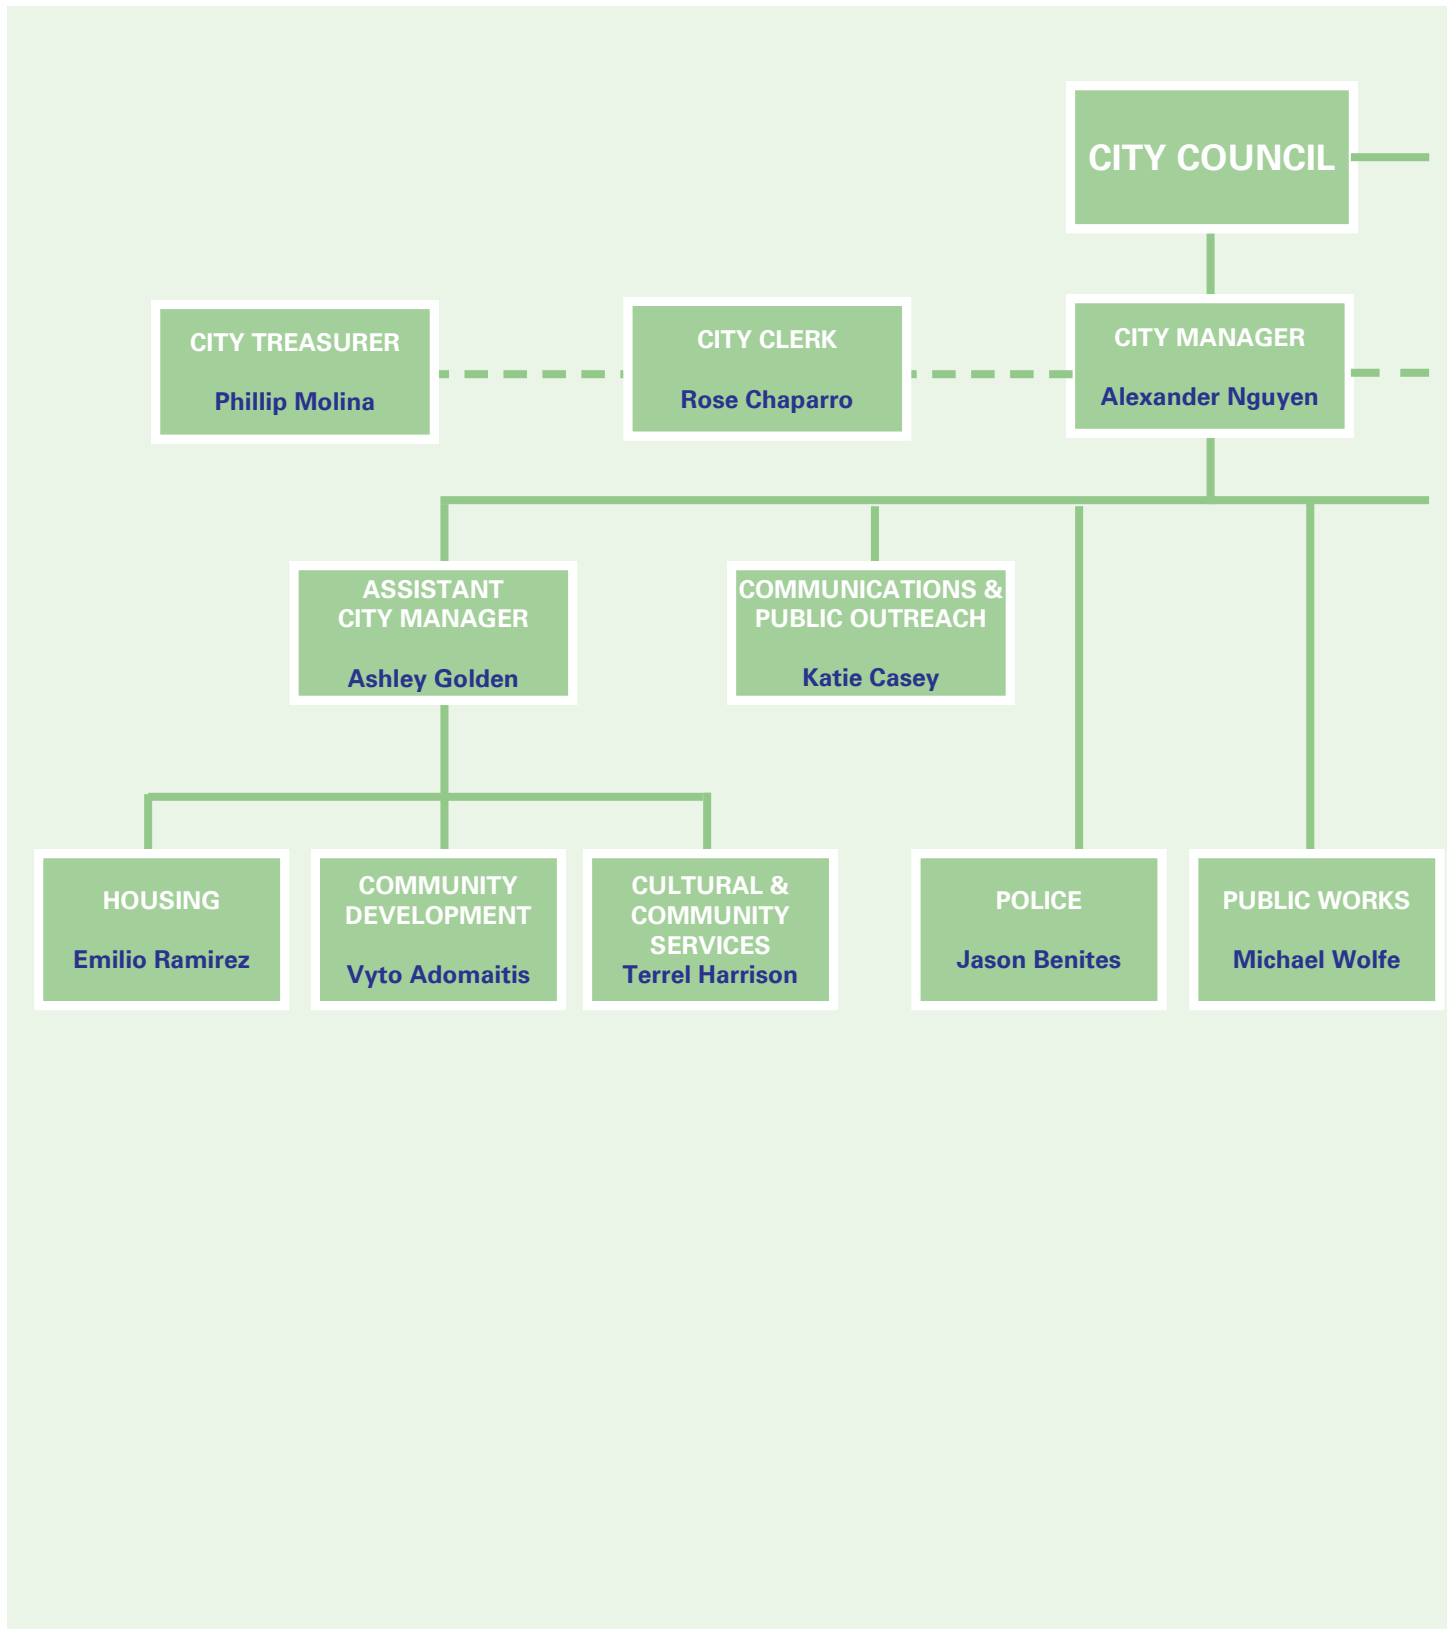 CITY COUNCIL
CITY TREASURER
Phillip Molina
CITY CLERK
Rose Chaparro
CITY MANAGER
Alexander Nguyen
ASSISTANT
CITY MANAGER
Ashley Golden
COMMUNICATIONS &
PUBLIC OUTREACH
Katie Casey
HOUSING
Emilio Ramirez
COMMUNITY
DEVELOPMENT
Vyto Adomaitis
CULTURAL &
COMMUNITY
SERVICES
Terrel Harrison
POLICE
Jason Benites
PUBLIC WORKS
Michael Wolfe